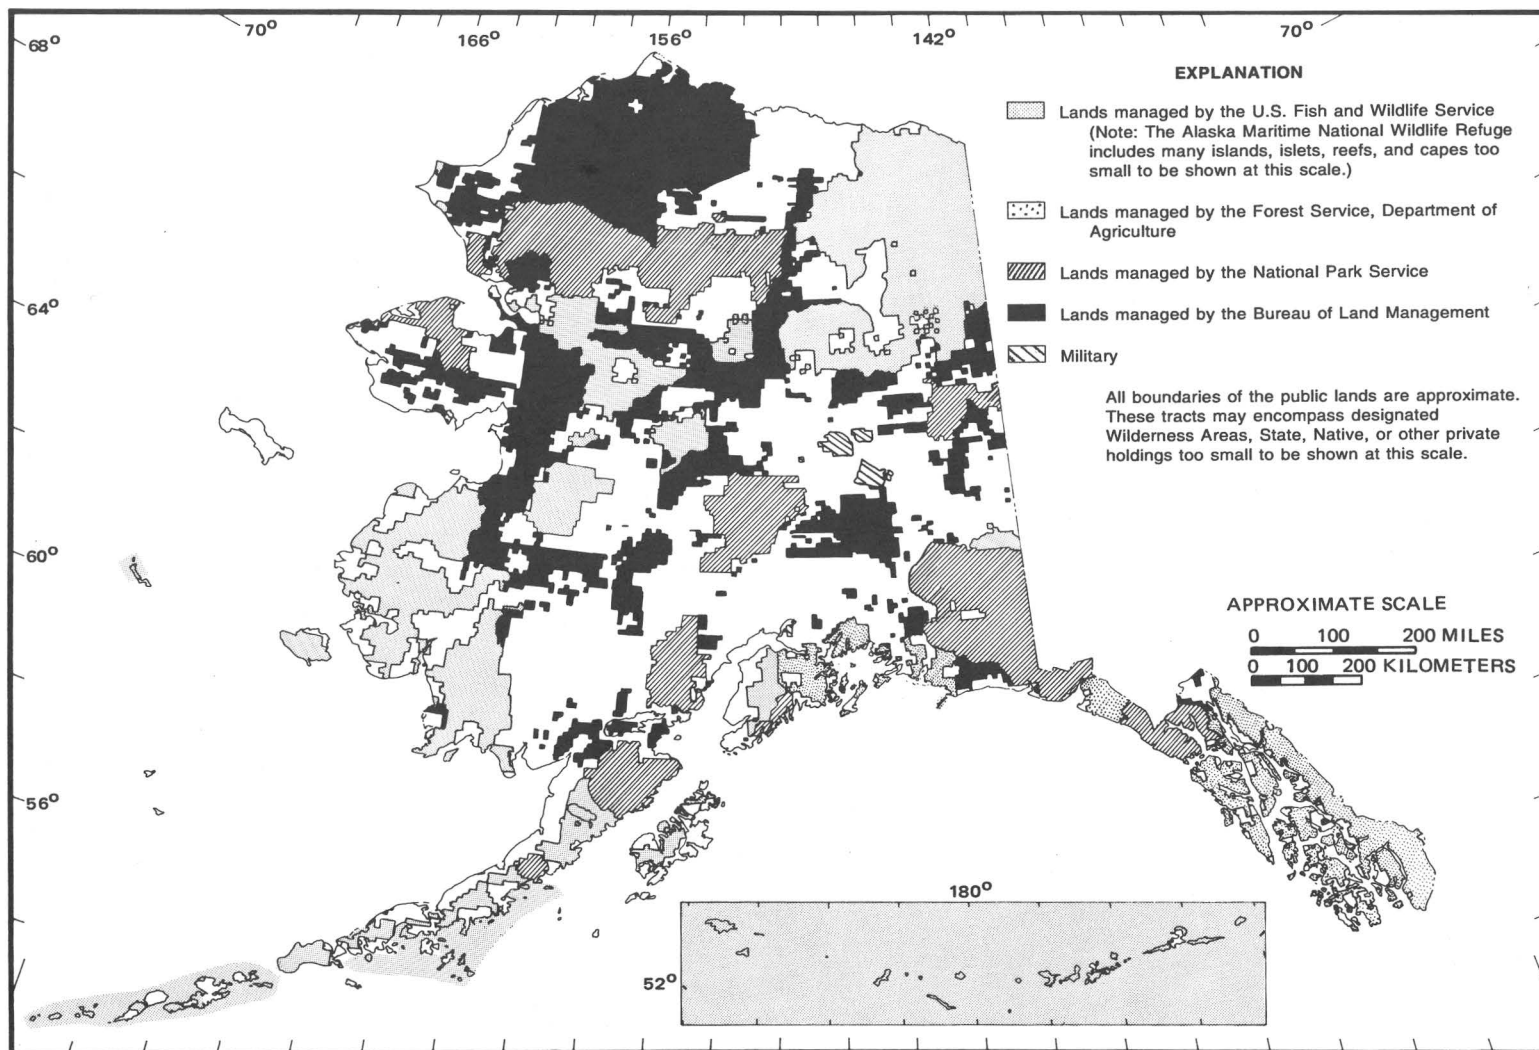 70°
166°
156°
142°
70°
68°
64°
60°
56°
EXPLANATION
Lands managed by the U.S. Fish and Wildlife Service
(Note: The Alaska Maritime National Wildlife Refuge
includes many islands, islets, reefs, and capes too
small to be shown at this scale.)
Lands managed by the Forest Service, Department of
Agriculture
Lands managed by the National Park Service
Lands managed by the Bureau of Land Management
Military
All boundaries of the public lands are approximate.
These tracts may encompass designated
Wilderness Areas, State, Native, or other private
holdings too small to be shown at this scale.
APPROXIMATE SCALE
0 100 200 MILES
0 100 200 KILOMETERS
180°
52°